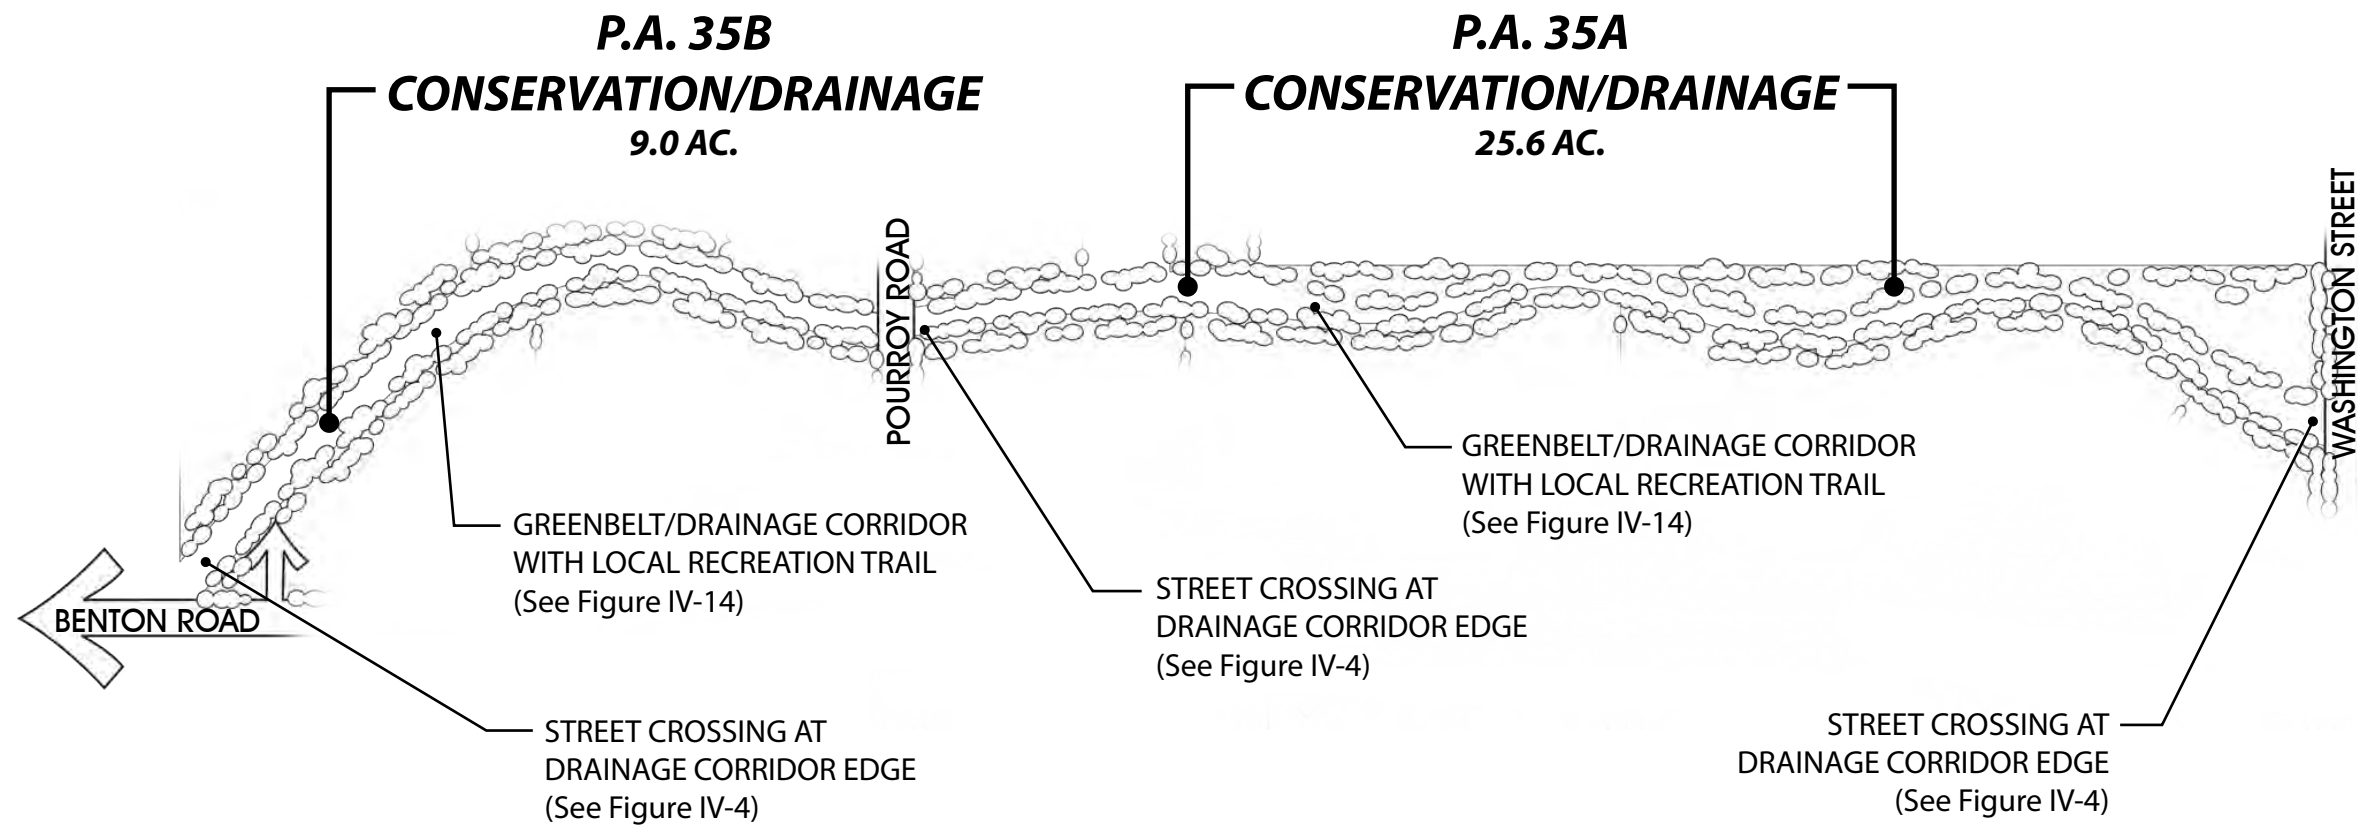 P.A. 35B
CONSERVATION/DRAINAGE
9.0 AC.
P.A. 35A
CONSERVATION/DRAINAGE
25.6 AC.
POURROY ROAD
WASHINGTON STREET
BENTON ROAD
GREENBELT/DRAINAGE CORRIDOR
WITH LOCAL RECREATION TRAIL
(See Figure IV-14)
GREENBELT/DRAINAGE CORRIDOR
WITH LOCAL RECREATION TRAIL
(See Figure IV-14)
STREET CROSSING AT
DRAINAGE CORRIDOR EDGE
(See Figure IV-4)
STREET CROSSING AT
DRAINAGE CORRIDOR EDGE
(See Figure IV-4)
STREET CROSSING AT
DRAINAGE CORRIDOR EDGE
(See Figure IV-4)